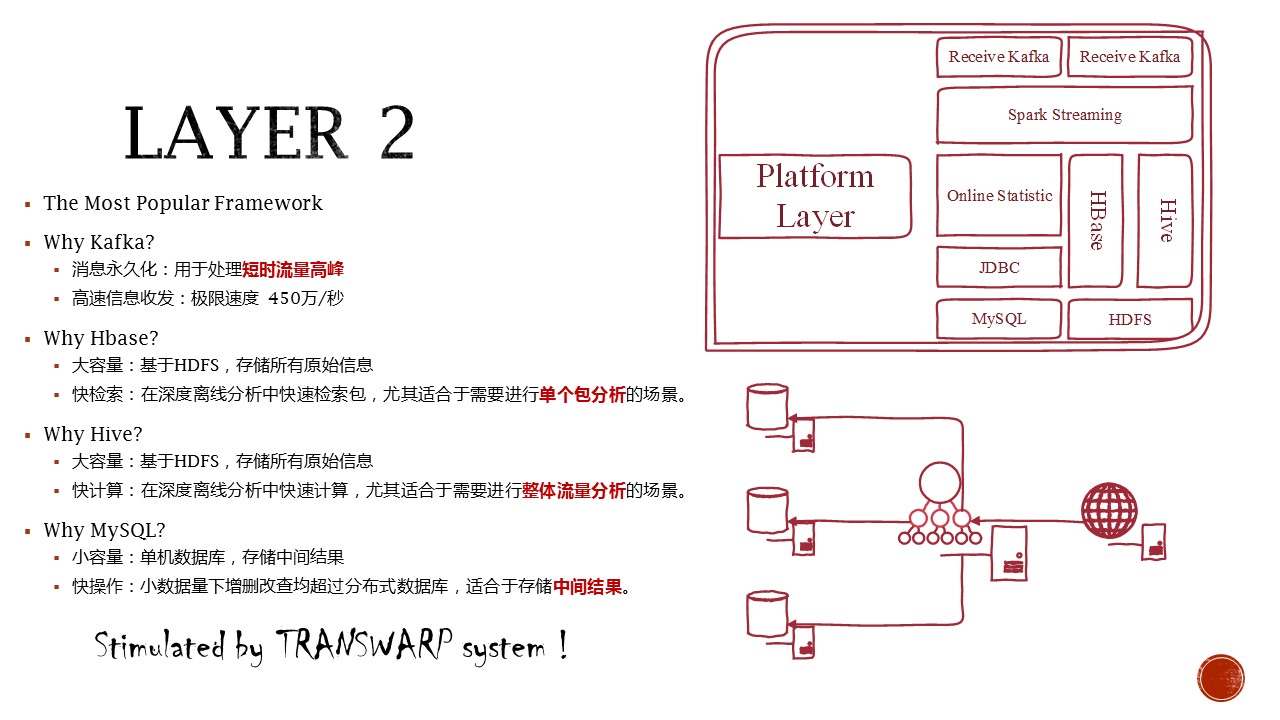 LAYER 2
The Most Popular Framework
Why Kafka?
消息永久化：用于处理短时流量高峰
高速信息收发：极限速度 450万/秒
Why Hbase?
大容量：基于HDFS，存储所有原始信息
快检索：在深度离线分析中快速检索包，尤其适合于需要进行单个包分析的场景。
Why Hive?
大容量：基于HDFS，存储所有原始信息
快计算：在深度离线分析中快速计算，尤其适合于需要进行整体流量分析的场景。
Why MySQL?
小容量：单机数据库，存储中间结果
快操作：小数据量下增删改查均超过分布式数据库，适合于存储中间结果。
Stimulated by TRANSWARP system !
Platform
Layer
Receive Kafka
Receive Kafka
Spark Streaming
Online Statistic
HBase
Hive
JDBC
MySQL
HDFS